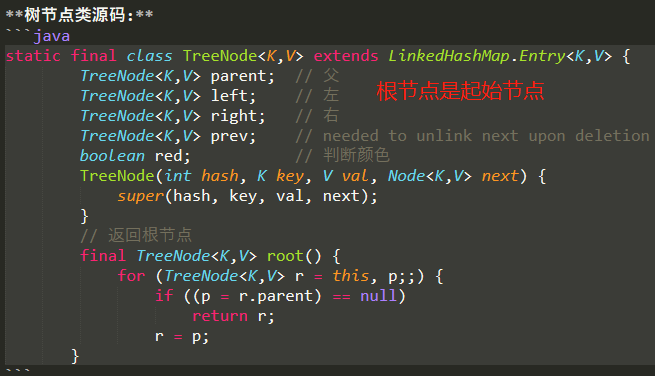 **树节点类源码:**
```java
static final class TreeNode<K,V> extends LinkedHashMap.Entry<K,V> {
        TreeNode<K,V> parent;  // 父
        TreeNode<K,V> left;    // 左
        TreeNode<K,V> right;   // 右
根节点是起始节点
        TreeNode<K,V> prev;    // needed to unlink next upon deletion
        boolean red;           // 判断颜色
        TreeNode(int hash, K key, V val, Node<K,V> next) {
            super(hash, key, val, next);
        }
        // 返回根节点
        final TreeNode<K,V> root() {
            for (TreeNode<K,V> r = this, p;;) {
                if ((p = r.parent) == null)
                    return r;
                r = p;
       }
```